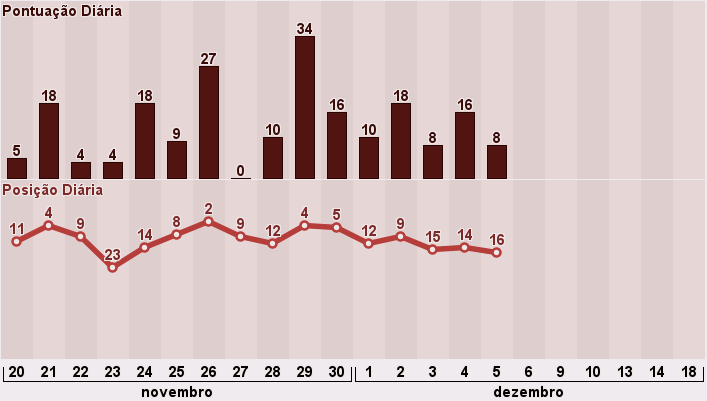 Pontuação Diária
5 18 4 4 18 9 27 0 10 34 16 10 18 8 16 8
Posição Diária
11 4 9 23 14 8 2 9 12 4 5 12 9 15 14 16
20 21 22 23 24 25 26 27 28 29 30 1 2 3 4 5 6 9 10 13 14 18
novembro dezembro